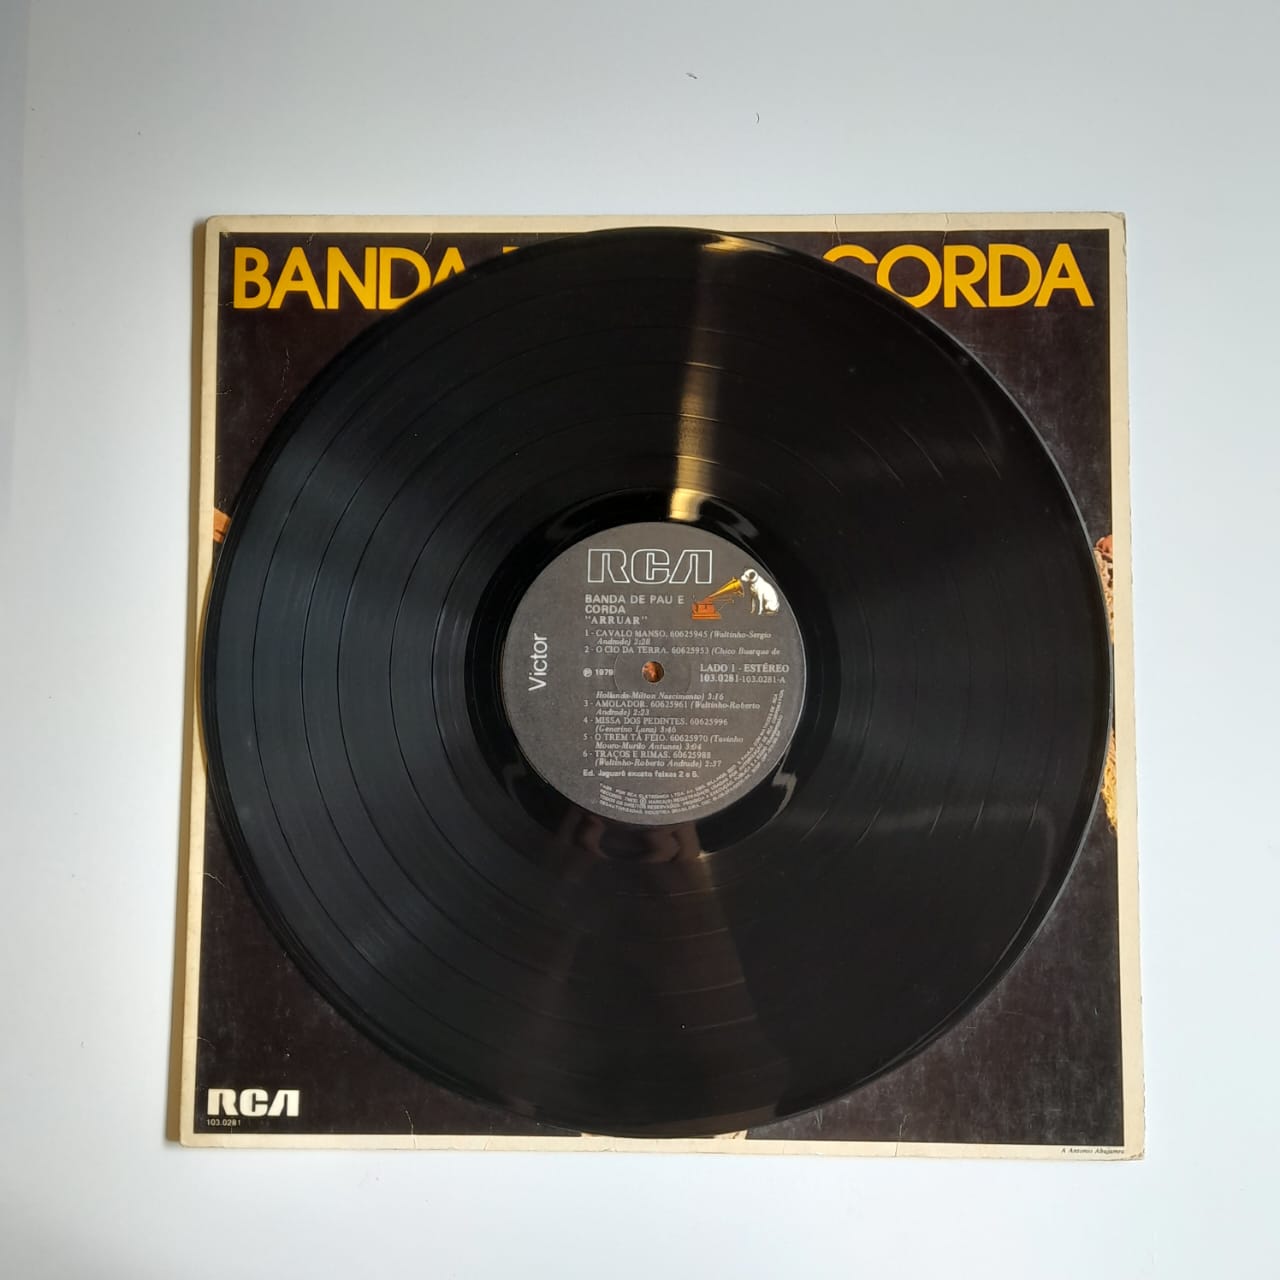 BANDA
CORDA
RCA
Victor
BANDA DE PAU E
CORDA
"ARRUAR"
1 - CAVALO MANSO. 60625945 (Waltinho-Sergio
Andrade) 2:28
2 - O CIO DA TERRA. 60625953 (Chico Buarque de
℗ 1979
LADO 1 - ESTÉREO
103.0281-103.0281-A
Hollanda-Milton Nascimento) 3:16
3 - AMOLADOR. 60625961 (Waltinho-Roberto
Andrade) 2:23
4 - MISSA DOS PEDINTES. 60625996
(Generino Luna) 3:46
5 - O TREM TÁ FEIO. 60625970 (Tavinho
Moura-Murilo Antunes) 3:04
6 - TRAÇOS E RIMAS. 60625988
(Waltinho-Roberto Andrade) 2:37
Ed. Jaguaré exceto faixas 2 e 5.
RCA
103.0281
A Antonio Abujamra